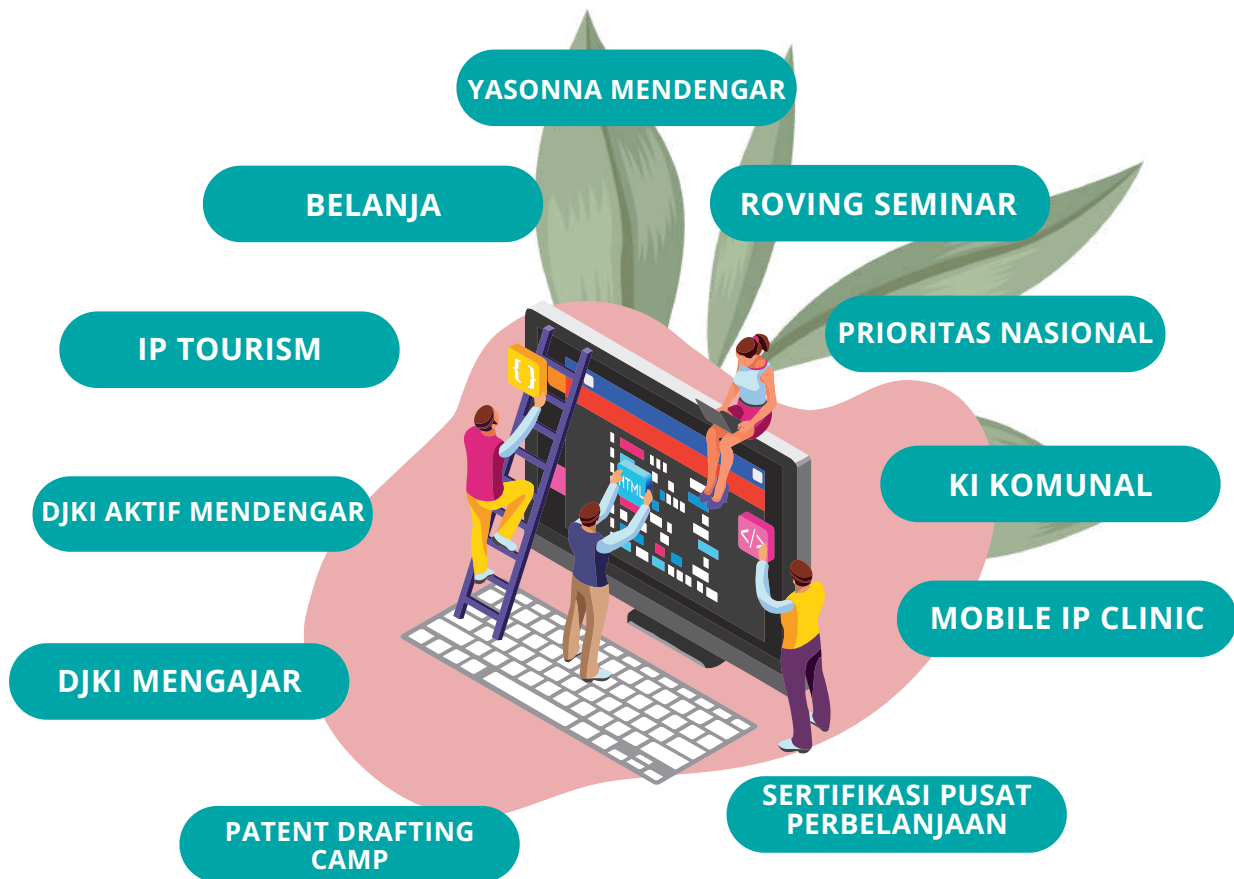 YASONNA MENDENGAR
BELANJA
ROVING SEMINAR
IP TOURISM
PRIORITAS NASIONAL
{ }
HTML
</>
DJKI AKTIF MENDENGAR
KI KOMUNAL
MOBILE IP CLINIC
DJKI MENGAJAR
SERTIFIKASI PUSAT
PERBELANJAAN
PATENT DRAFTING
CAMP